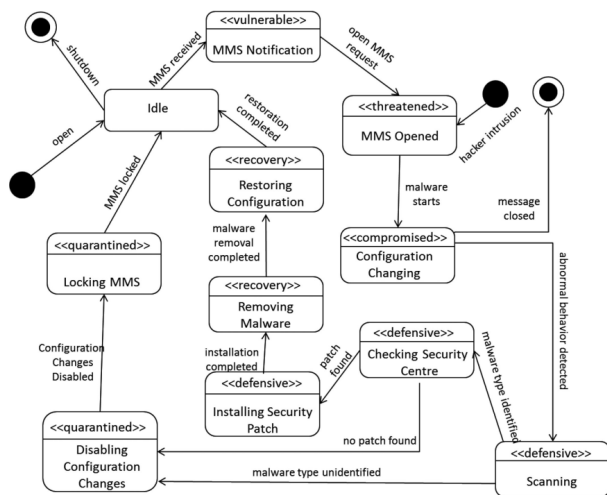 <<vulnerable>>
MMS Notification
open MMS
request
shutdown
MMS received
Idle
restoration
completed
<<threatened>>
MMS Opened
hacker intrusion
open
MMS locked
<<recovery>>
Restoring
Configuration
malware
starts
message
closed
<<quarantined>>
Locking MMS
malware
removal
completed
<<compromised>>
Configuration
Changing
abnormal behavior detected
<<recovery>>
Removing
Malware
<<defensive>>
Checking Security
Centre
malware type identified
Configuration
Changes
Disabled
installation
completed
patch
found
<<defensive>>
Installing Security
Patch
<<quarantined>>
Disabling
Configuration
Changes
no patch found
malware type unidentified
<<defensive>>
Scanning